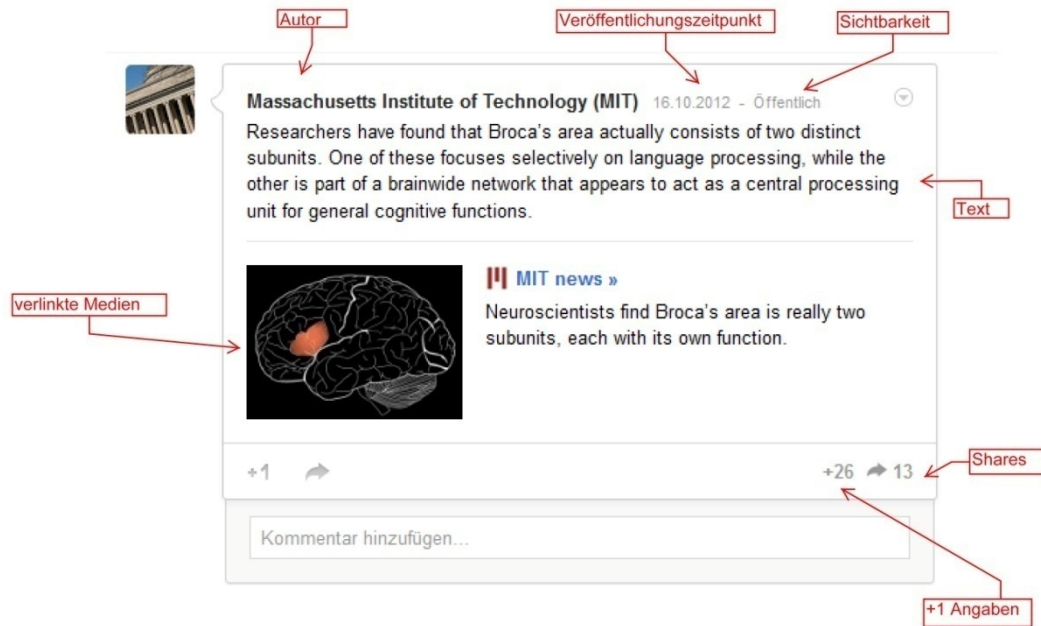 Autor
Veröffentlichungszeitpunkt
Sichtbarkeit
Massachusetts Institute of Technology (MIT) 16.10.2012 - Öffentlich
Researchers have found that Broca's area actually consists of two distinct
subunits. One of these focuses selectively on language processing, while the
other is part of a brainwide network that appears to act as a central processing
unit for general cognitive functions.
Text
verlinkte Medien
MIT news »
Neuroscientists find Broca's area is really two
subunits, each with its own function.
+1
+26 13
Shares
Kommentar hinzufügen...
+1 Angaben